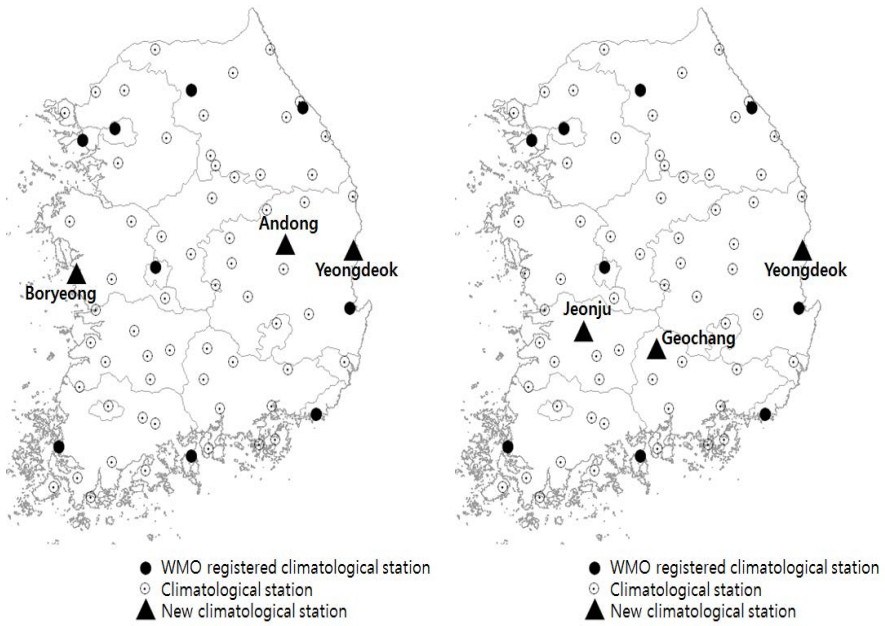 Andong
Yeongdeok
Boryeong
WMO registered climatological station
Climatological station
New climatological station
Yeongdeok
Jeonju
Geochang
WMO registered climatological station
Climatological station
New climatological station